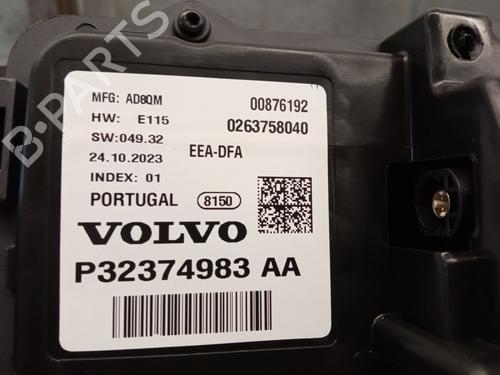 B-PARTS
MFG: AD8QM 00876192
HW: E115 0263758040
SW:049.32
24.10.2023 EEA-DFA
INDEX: 01
PORTUGAL 8150
VOLVO
P32374983 AA